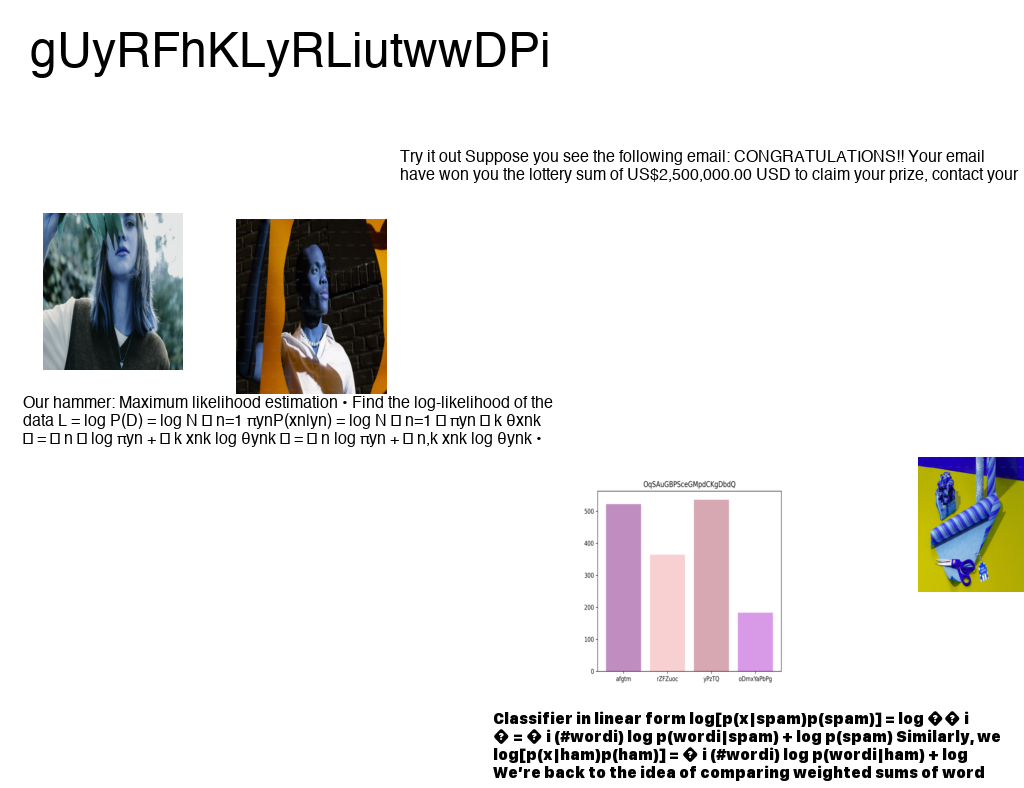 gUyRFhKLyRLiutwwDPi
Try it out Suppose you see the following email: CONGRATULATIONS!! Your email
have won you the lottery sum of US$2,500,000.00 USD to claim your prize, contact your
Our hammer: Maximum likelihood estimation • Find the log-likelihood of the
data L = log P(D) = log N □ n=1 πynP(xnlyn) = log N □ n=1 □ πyn □ k θxnk
□ = □ n □ log πyn + □ k xnk log θynk □ = □ n log πyn + □ n,k xnk log θynk •
OqSAuGBPSceGMpdCKgDbdQ
500
400
300
200
100
0
afgtm rZFZuoc yPzTQ oDmxYaPbPg
Classifier in linear form log[p(x|spam)p(spam)] = log �� i
� = � i (#wordi) log p(wordi|spam) + log p(spam) Similarly, we
log[p(x|ham)p(ham)] = � i (#wordi) log p(wordi|ham) + log
We’re back to the idea of comparing weighted sums of word